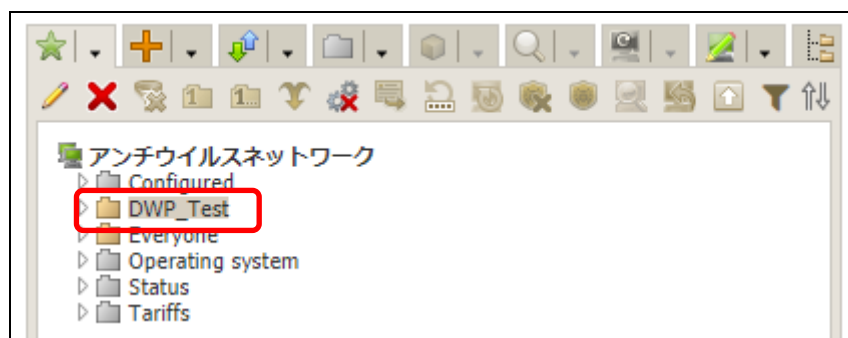 アンチウイルスネットワーク
Configured
DWP_Test
Everyone
Operating system
Status
Tariffs